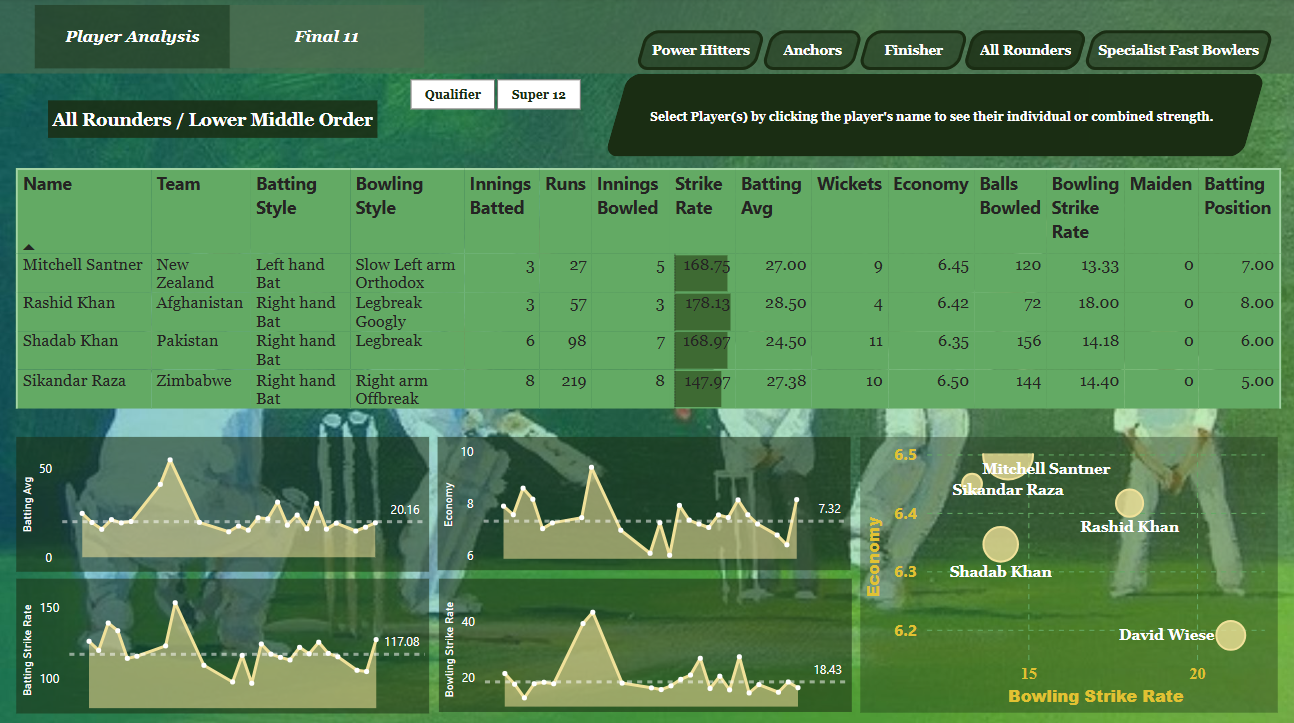 Player Analysis
Final 11
Power Hitters
Anchors
Finisher
All Rounders
Specialist Fast Bowlers
Qualifier
Super 12
All Rounders / Lower Middle Order
Select Player(s) by clicking the player's name to see their individual or combined strength.
Name Team Batting Bowling Innings Runs Innings Strike Batting Wickets Economy Balls Bowling Maiden Batting
Style Style Batted Bowled Rate Avg Bowled Strike Position
Rate
Mitchell Santner New Left hand Slow Left arm 3 27 5 168.75 27.00 9 6.45 120 13.33 0 7.00
Zealand Bat Orthodox
Rashid Khan Afghanistan Right hand Legbreak 3 57 3 178.13 28.50 4 6.42 72 18.00 0 8.00
Bat Googly
Shadab Khan Pakistan Right hand Legbreak 6 98 7 168.97 24.50 11 6.35 156 14.18 0 6.00
Bat
Sikandar Raza Zimbabwe Right hand Right arm 8 219 8 147.97 27.38 10 6.50 144 14.40 0 5.00
Bat Offbreak
Batting Avg
50
0
20.16
Economy
10
8
6
7.32
Batting Strike Rate
150
100
117.08
Bowling Strike Rate
40
20
18.43
Economy
6.5
6.4
6.3
6.2
Mitchell Santner
Sikandar Raza
Rashid Khan
Shadab Khan
David Wiese
15
20
Bowling Strike Rate